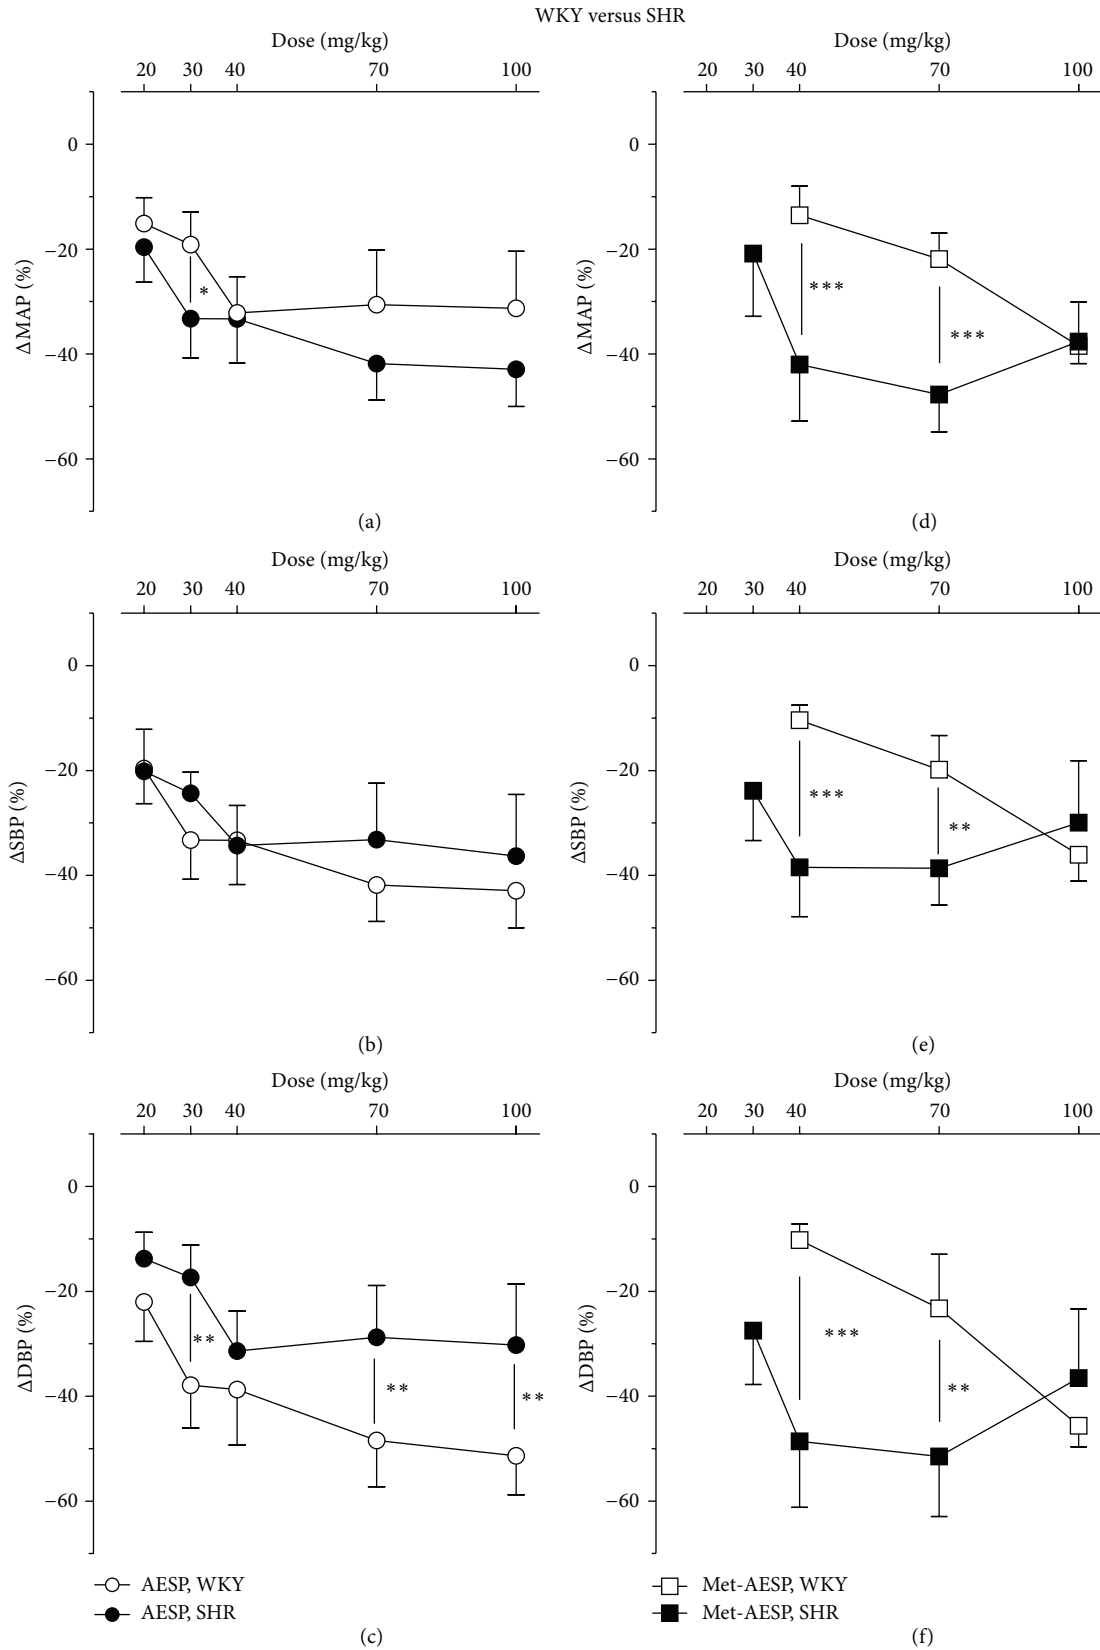 WKY versus SHR
Dose (mg/kg)
20 30 40 70 100
0
−20
−40
−60
ΔMAP (%)
*
(a)
Dose (mg/kg)
20 30 40 70 100
0
−20
−40
−60
ΔMAP (%)
***
***
(d)
Dose (mg/kg)
20 30 40 70 100
0
−20
−40
−60
ΔSBP (%)
(b)
Dose (mg/kg)
20 30 40 70 100
0
−20
−40
−60
ΔSBP (%)
***
**
(e)
Dose (mg/kg)
20 30 40 70 100
0
−20
−40
−60
ΔDBP (%)
**
**
**
AESP, WKY
AESP, SHR
(c)
Dose (mg/kg)
20 30 40 70 100
0
−20
−40
−60
ΔDBP (%)
***
**
Met-AESP, WKY
Met-AESP, SHR
(f)